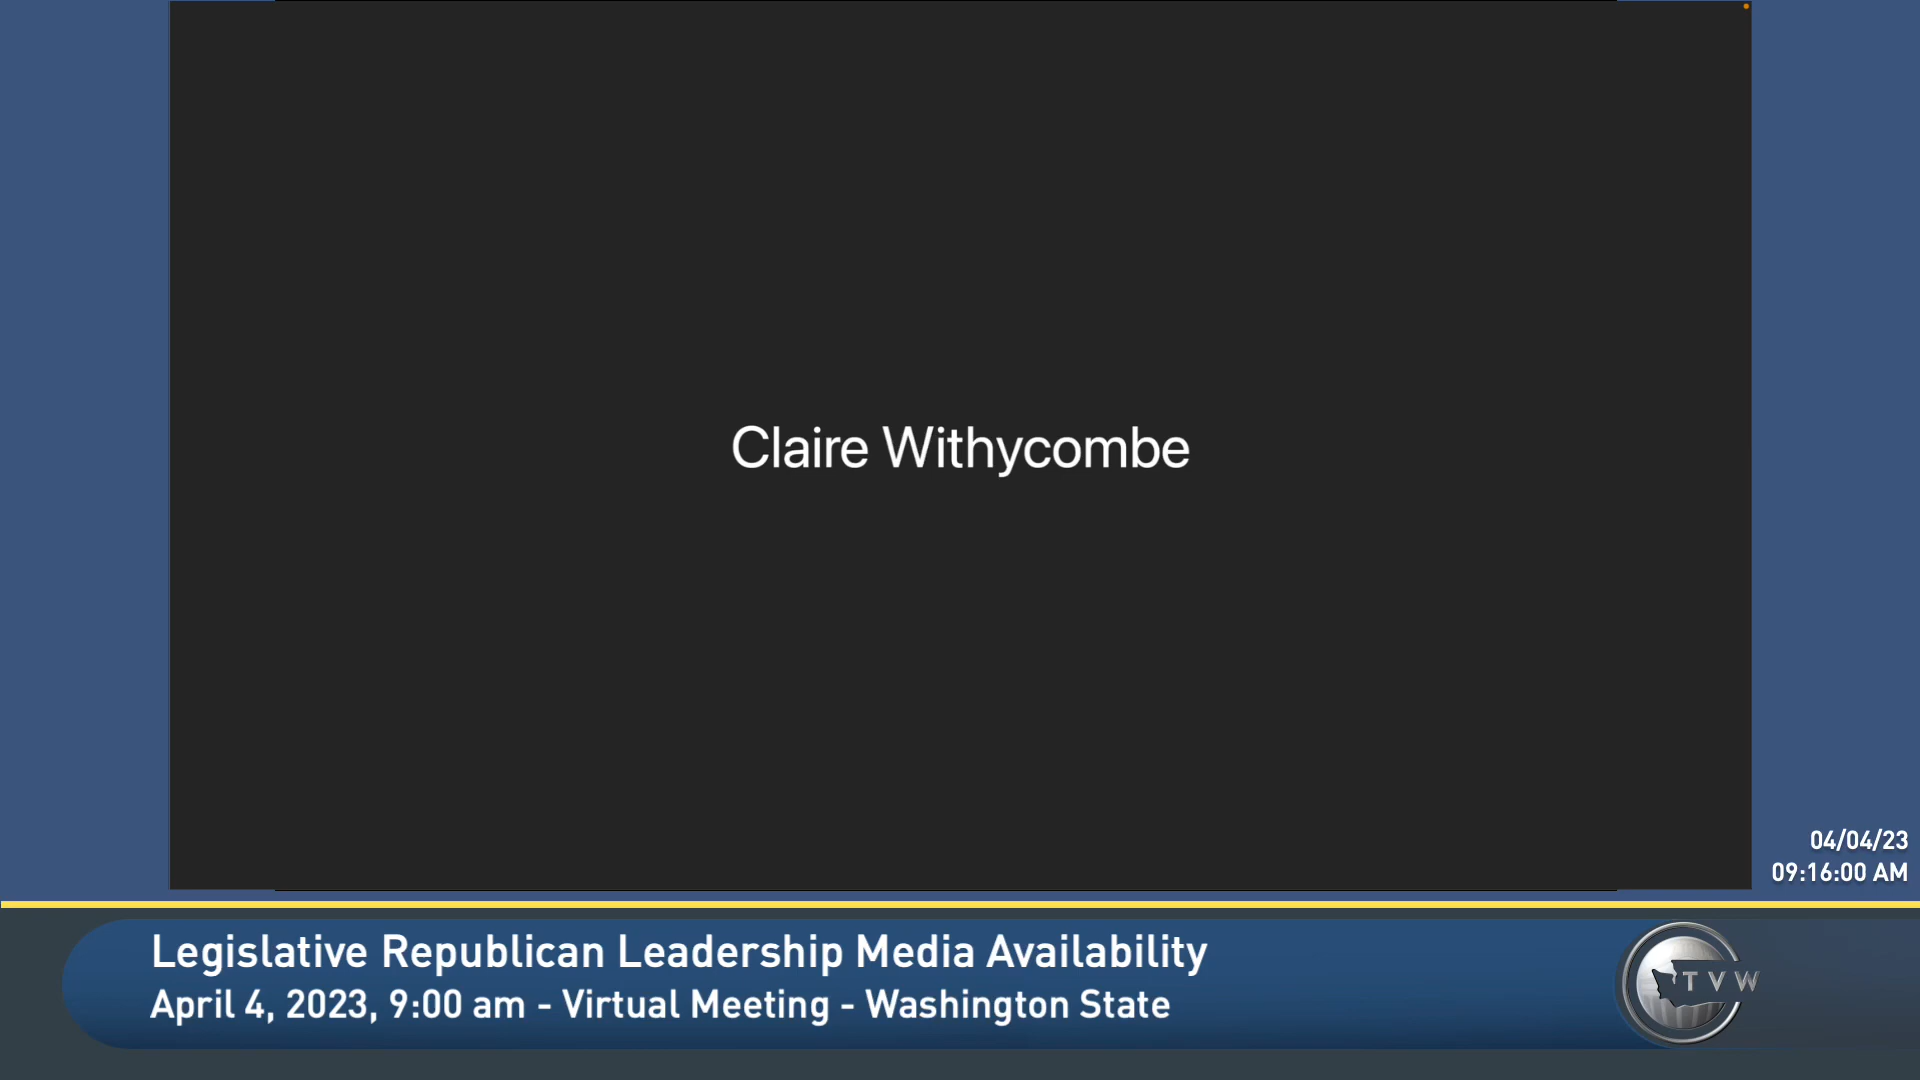 Claire Withycombe
04/04/23
09:16:00 AM
Legislative Republican Leadership Media Availability
April 4, 2023, 9:00 am - Virtual Meeting - Washington State
TVW